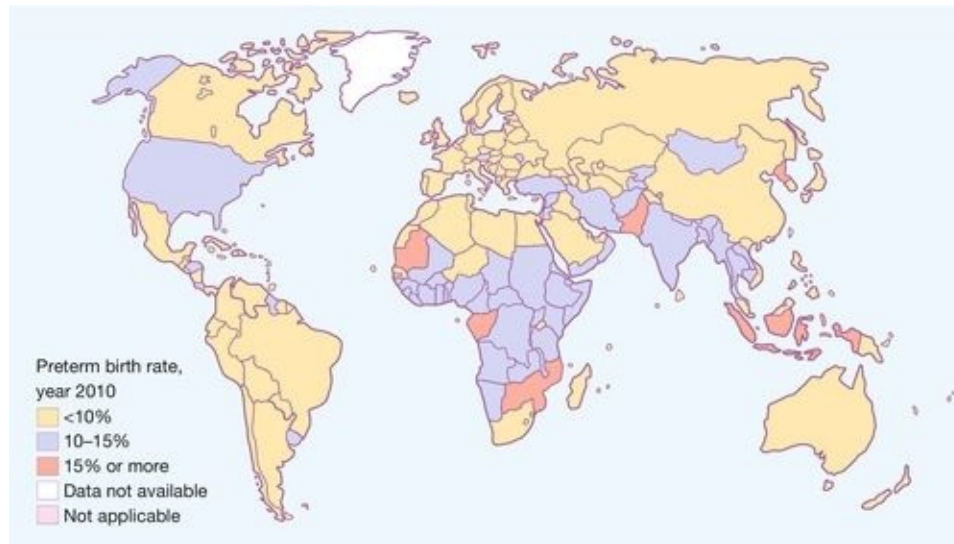 Preterm birth rate,
year 2010
<10%
10–15%
15% or more
Data not available
Not applicable